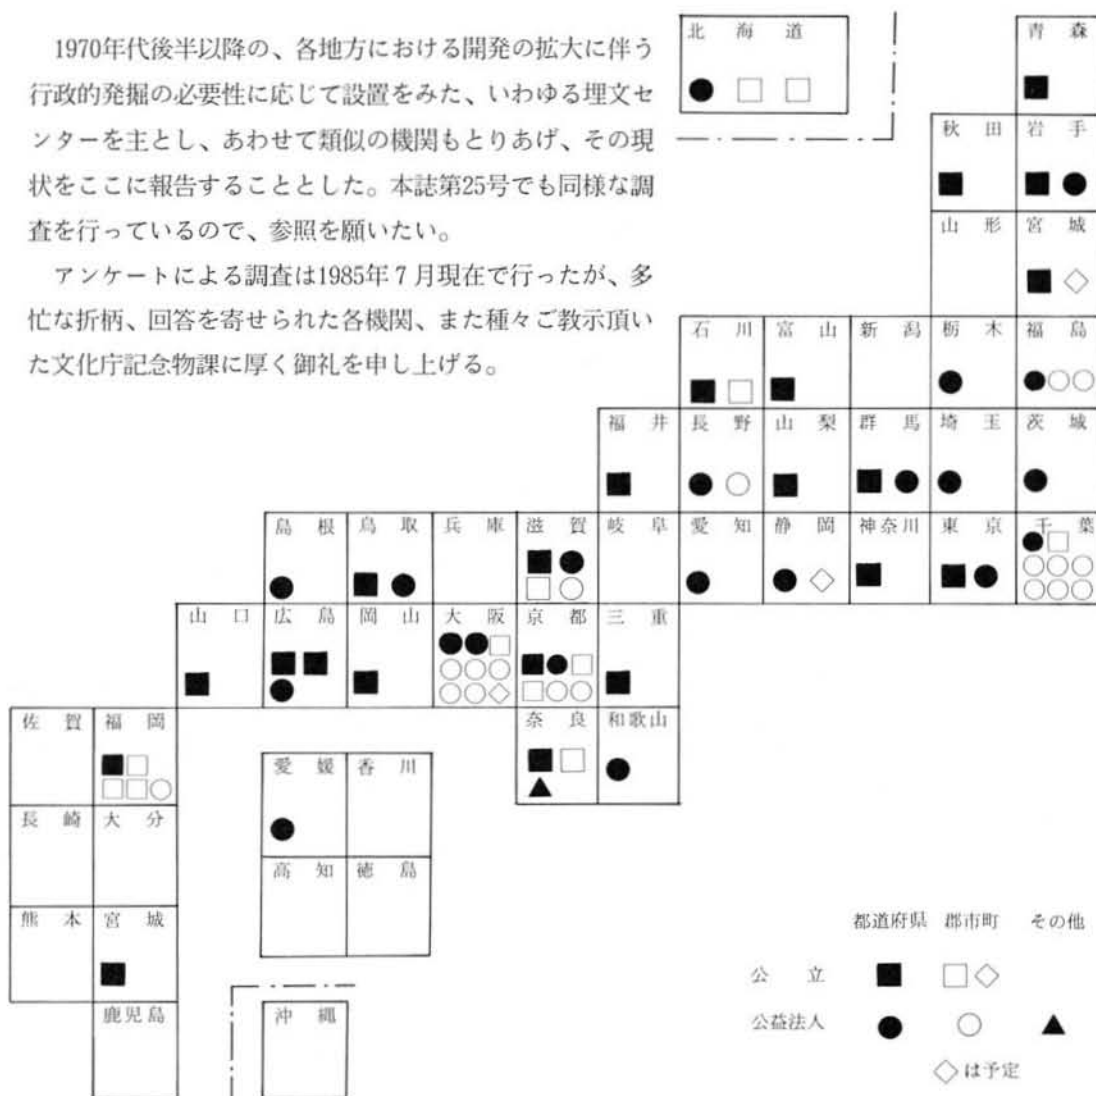 1970年代後半以降の、各地方における開発の拡大に伴う
行政的発掘の必要性に応じて設置をみた、いわゆる埋文セ
ンターを主とし、あわせて類似の機関もとりあげ、その現
状をここに報告することとした。本誌第25号でも同様な調
査を行っているので、参照を願いたい。
アンケートによる調査は1985年7月現在で行ったが、多
忙な折柄、回答を寄せられた各機関、また種々ご教示頂い
た文化庁記念物課に厚く御礼を申し上げる。
北海道 青森
秋田 岩手
山形 宮城
石川 富山 新潟 栃木 福島
福井 長野 山梨 群馬 埼玉 茨城
島根 鳥取 兵庫 滋賀 岐阜 愛知 静岡 神奈川 東京 千葉
山口 広島 岡山 大阪 京都 三重
佐賀 福岡 奈良 和歌山
愛媛 香川
長崎 大分
高知 徳島
熊本 宮城
鹿児島 沖縄
都道府県 郡市町 その他
公立 ■ □◇
公益法人 ● ○ ▲
◇は予定